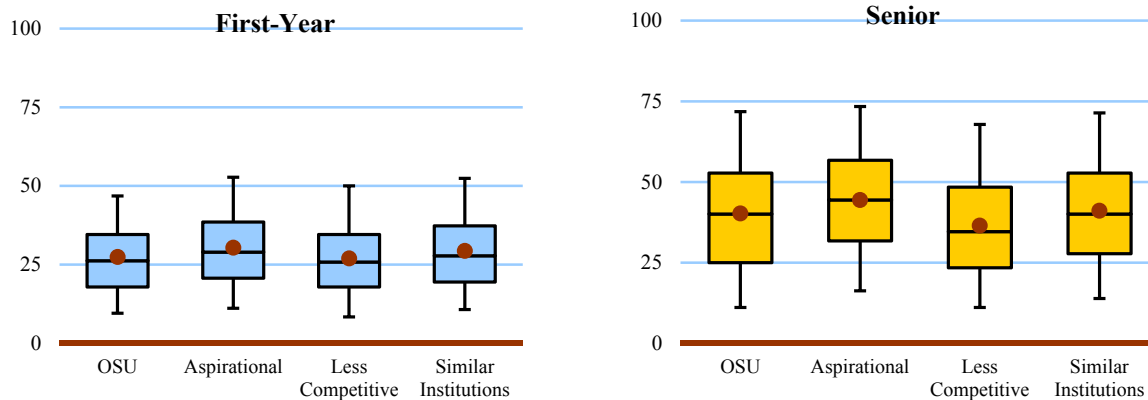 First-Year
100
75
50
25
0
OSU
Aspirational
Less
Competitive
Similar
Institutions
Senior
100
75
50
25
0
OSU
Aspirational
Less
Competitive
Similar
Institutions